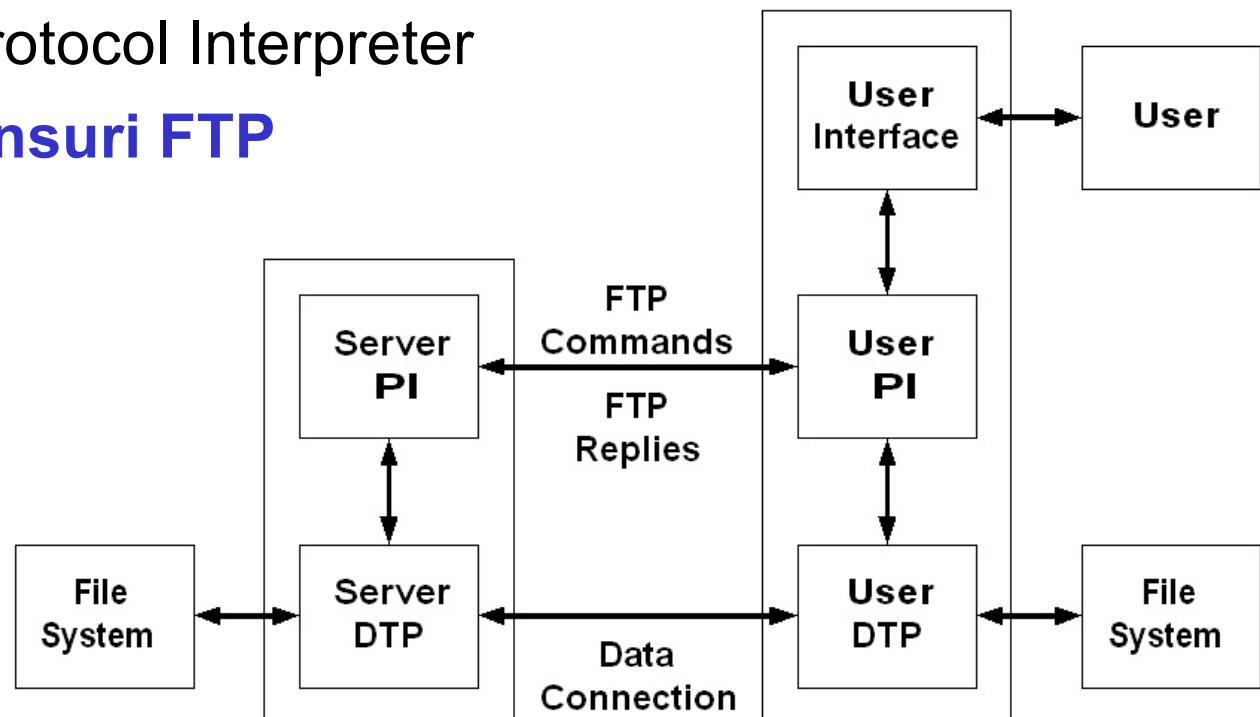 rotocol Interpreter
nsuri FTP
User
Interface
User
Server
PI
FTP
Commands
FTP
Replies
User
PI
File
System
Server
DTP
Data
Connection
User
DTP
File
System